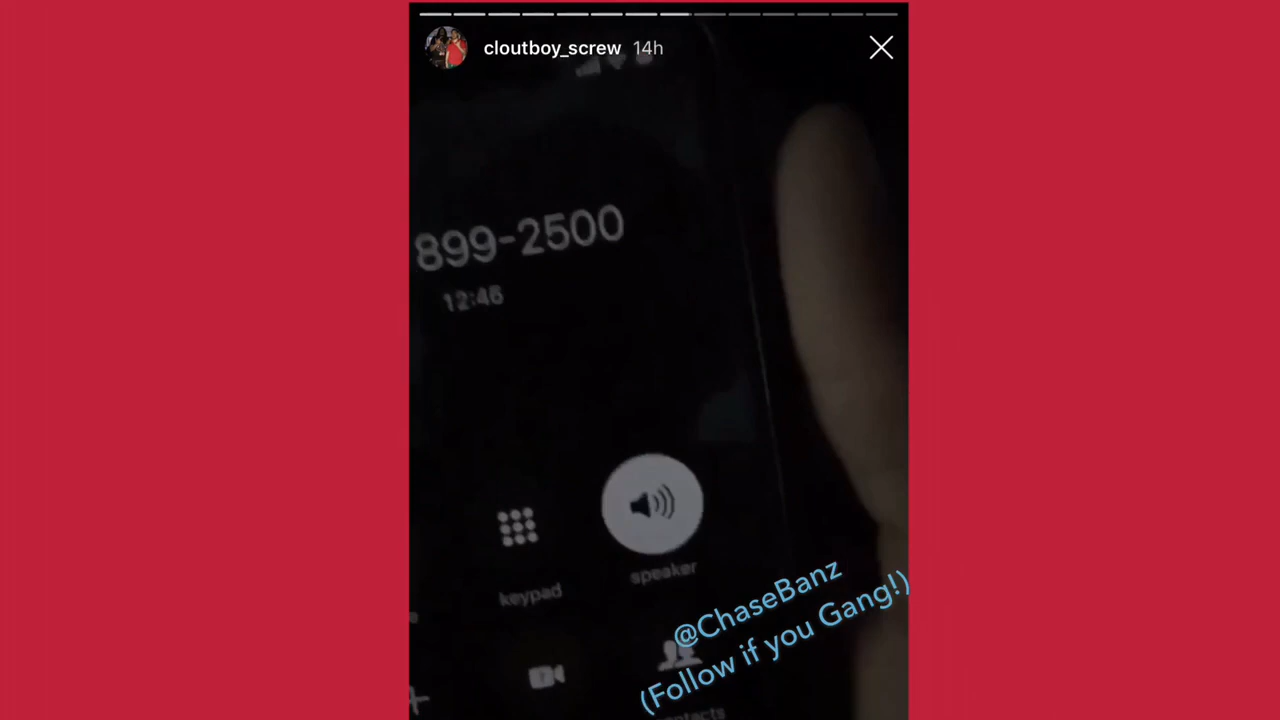 cloutboy_screw 14h
899-2500
12:46
speaker
keypad
@ChaseBanz
(Follow if you Gang!)